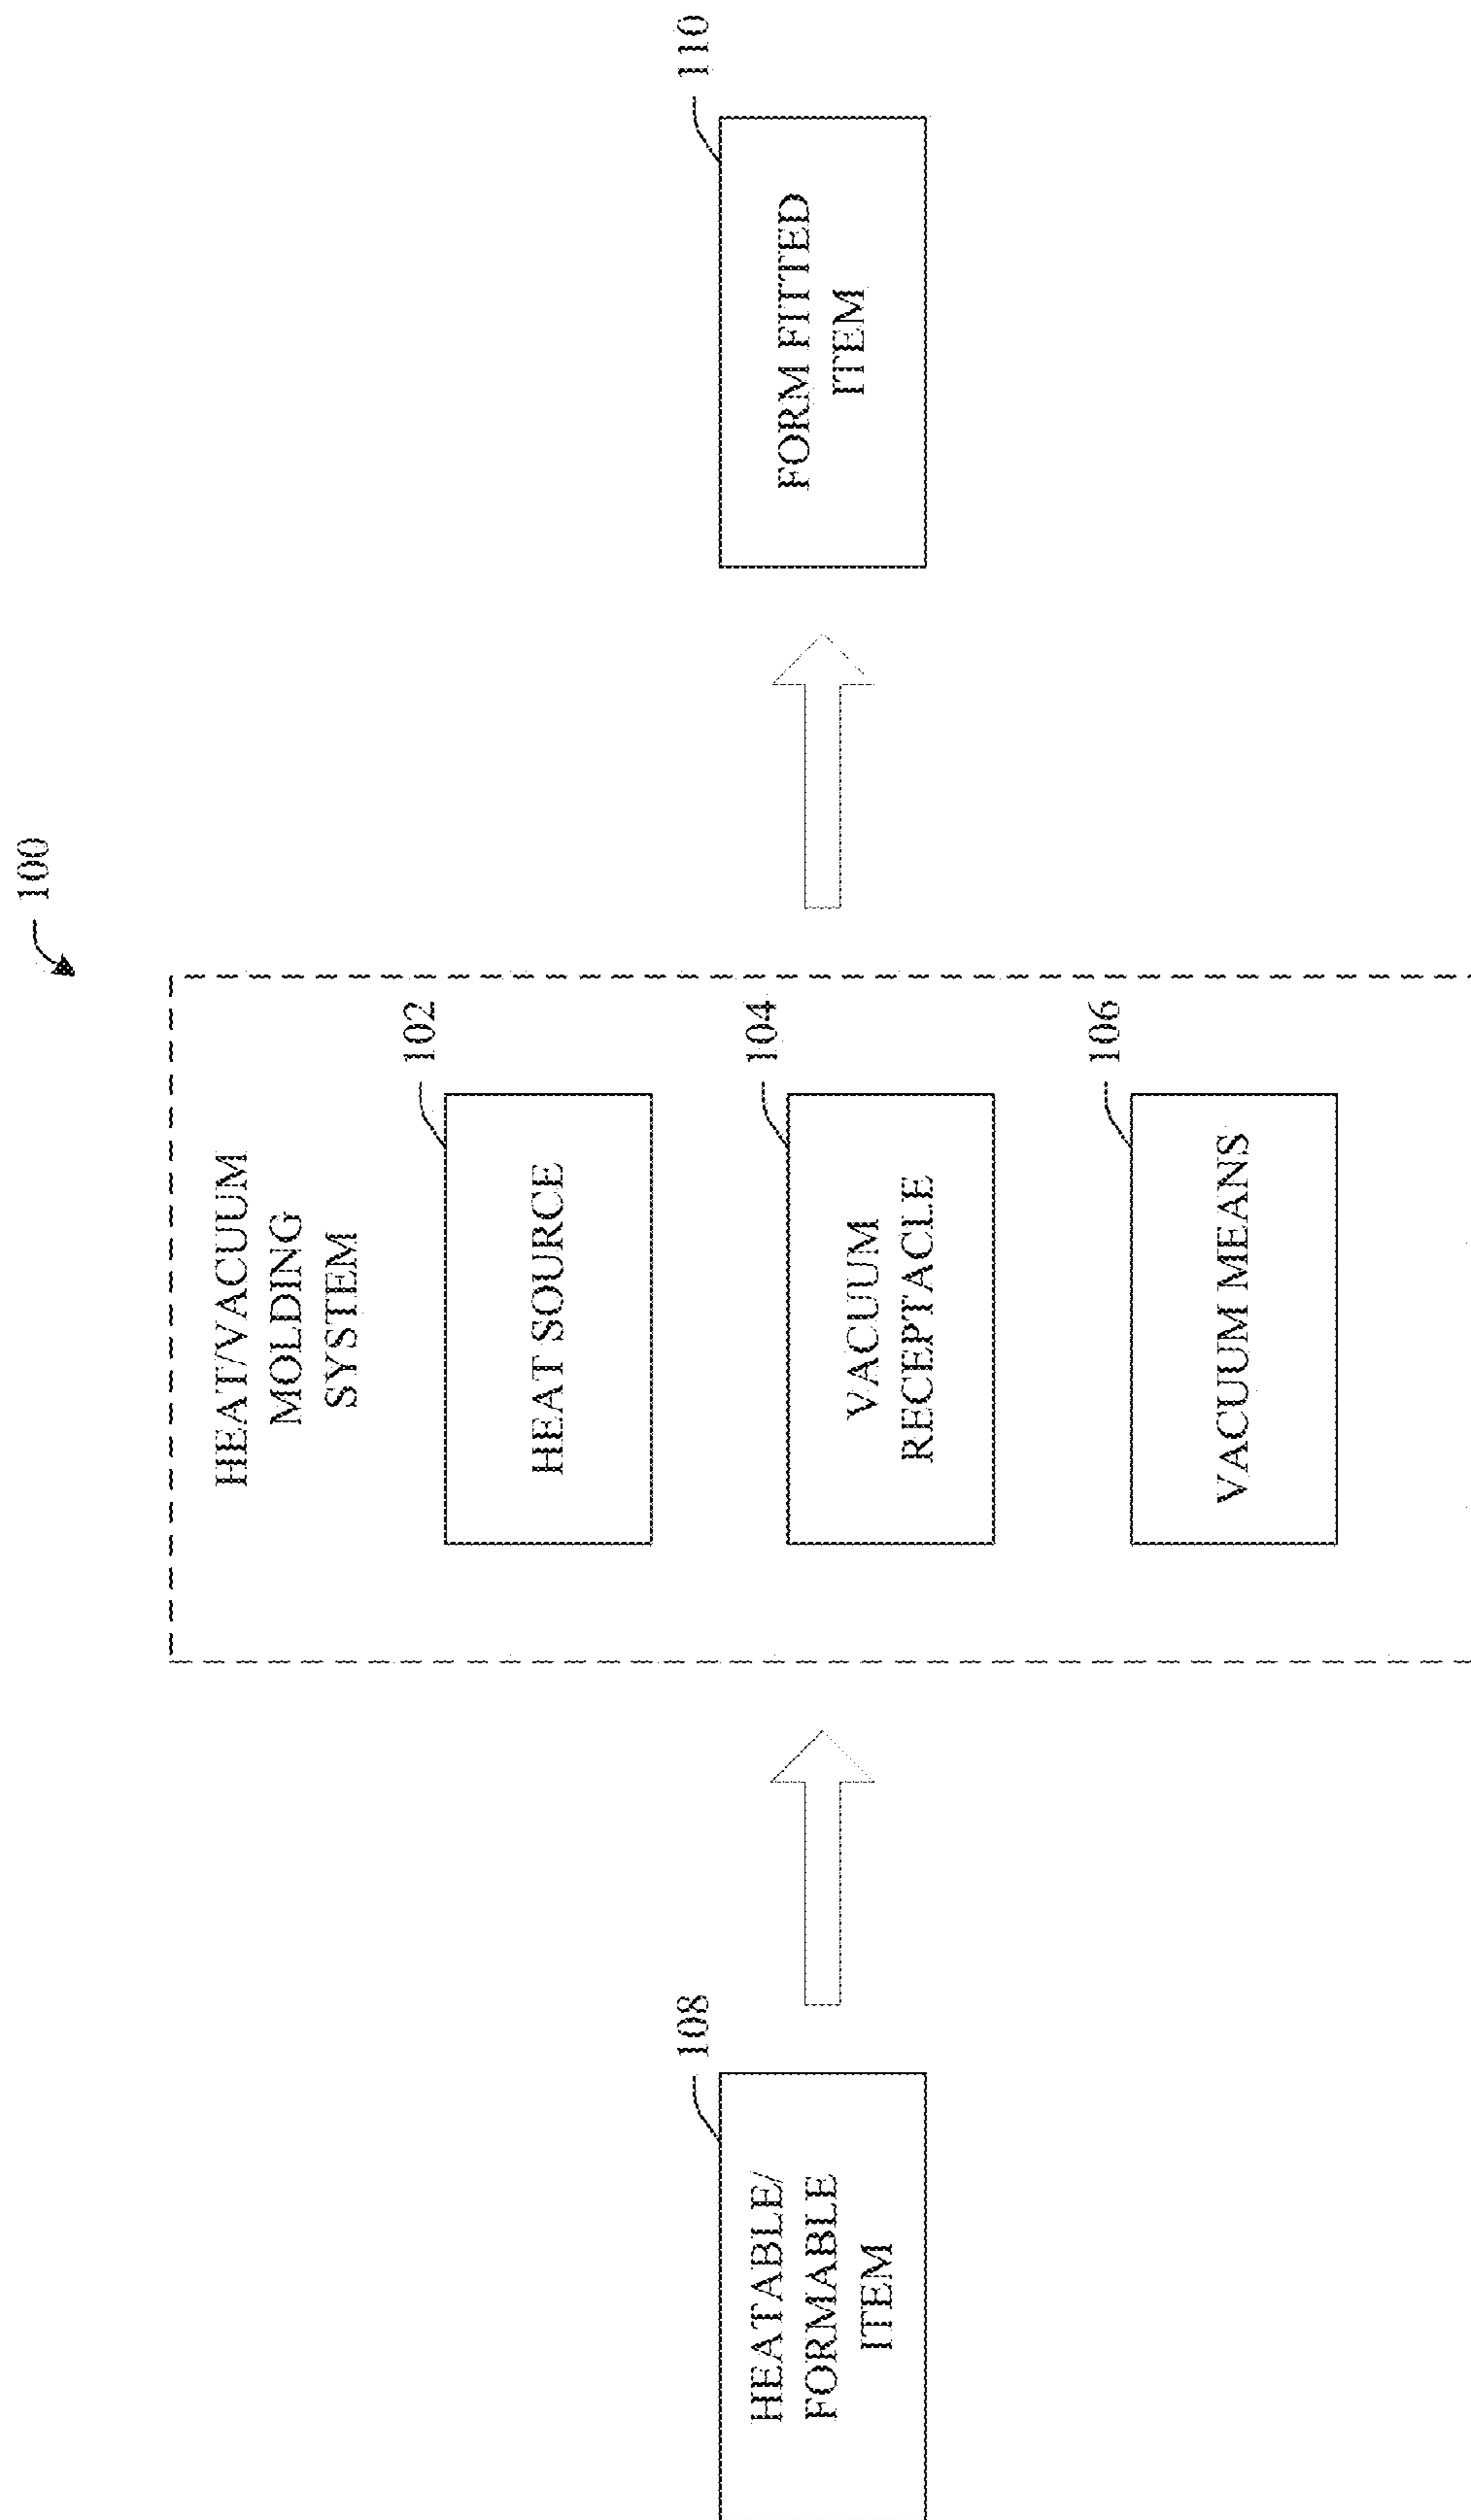 100
HEAT/VACUUM
MOLDING
SYSTEM
102
HEAT SOURCE
108
HEATABLE/
FORMABLE
ITEM
104
VACUUM
RECEPTACLE
110
FORM FITTED
ITEM
106
VACUUM MEANS